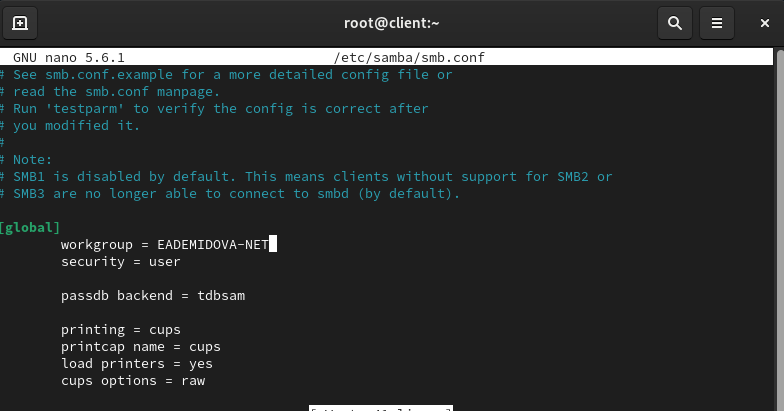 root@client:~
GNU nano 5.6.1 /etc/samba/smb.conf
# See smb.conf.example for a more detailed config file or
# read the smb.conf manpage.
# Run 'testparm' to verify the config is correct after
# you modified it.
#
# Note:
# SMB1 is disabled by default. This means clients without support for SMB2 or
# SMB3 are no longer able to connect to smbd (by default).
[global]
workgroup = EADEMIDOVA-NET
security = user
passdb backend = tdbsam
printing = cups
printcap name = cups
load printers = yes
cups options = raw